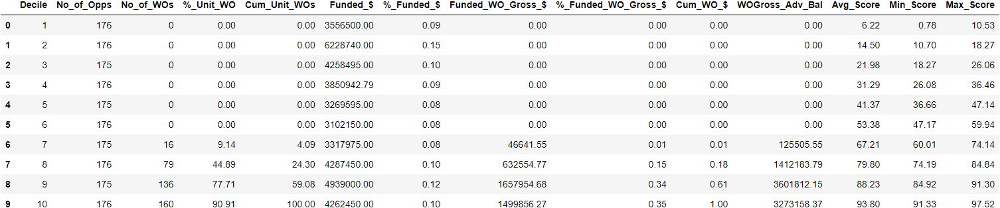 Decile No_of_Opps No_of_WOs %_Unit_WO Cum_Unit_WOs Funded_$ %_Funded_$ Funded_WO_Gross_$ %_Funded_WO_Gross_$ Cum_WO_$ WOGross_Adv_Bal Avg_Score Min_Score Max_Score
0 1 176 0 0.00 0.00 3556500.00 0.09 0.00 0.00 0.00 0.00 6.22 0.78 10.53
1 2 176 0 0.00 0.00 6228740.00 0.15 0.00 0.00 0.00 0.00 14.50 10.70 18.27
2 3 175 0 0.00 0.00 4258495.00 0.10 0.00 0.00 0.00 0.00 21.98 18.27 26.06
3 4 176 0 0.00 0.00 3850942.79 0.09 0.00 0.00 0.00 0.00 31.29 26.08 36.46
4 5 175 0 0.00 0.00 3269595.00 0.08 0.00 0.00 0.00 0.00 41.37 36.66 47.14
5 6 176 0 0.00 0.00 3102150.00 0.08 0.00 0.00 0.00 0.00 53.38 47.17 59.94
6 7 175 16 9.14 4.09 3317975.00 0.08 46641.55 0.01 0.01 125505.55 67.21 60.01 74.14
7 8 176 79 44.89 24.30 4287450.00 0.10 632554.77 0.15 0.18 1412183.79 79.80 74.19 84.84
8 9 175 136 77.71 59.08 4939000.00 0.12 1657954.68 0.34 0.61 3601812.15 88.23 84.92 91.30
9 10 176 160 90.91 100.00 4262450.00 0.10 1499856.27 0.35 1.00 3273158.37 93.80 91.33 97.52